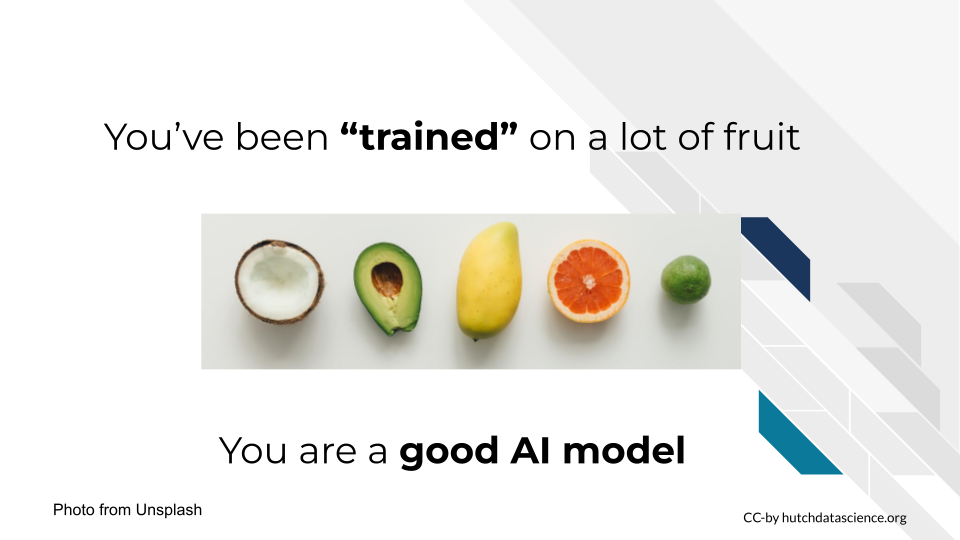 You’ve been “trained” on a lot of fruit
You are a good AI model
Photo from Unsplash
CC-by hutchdatascience.org